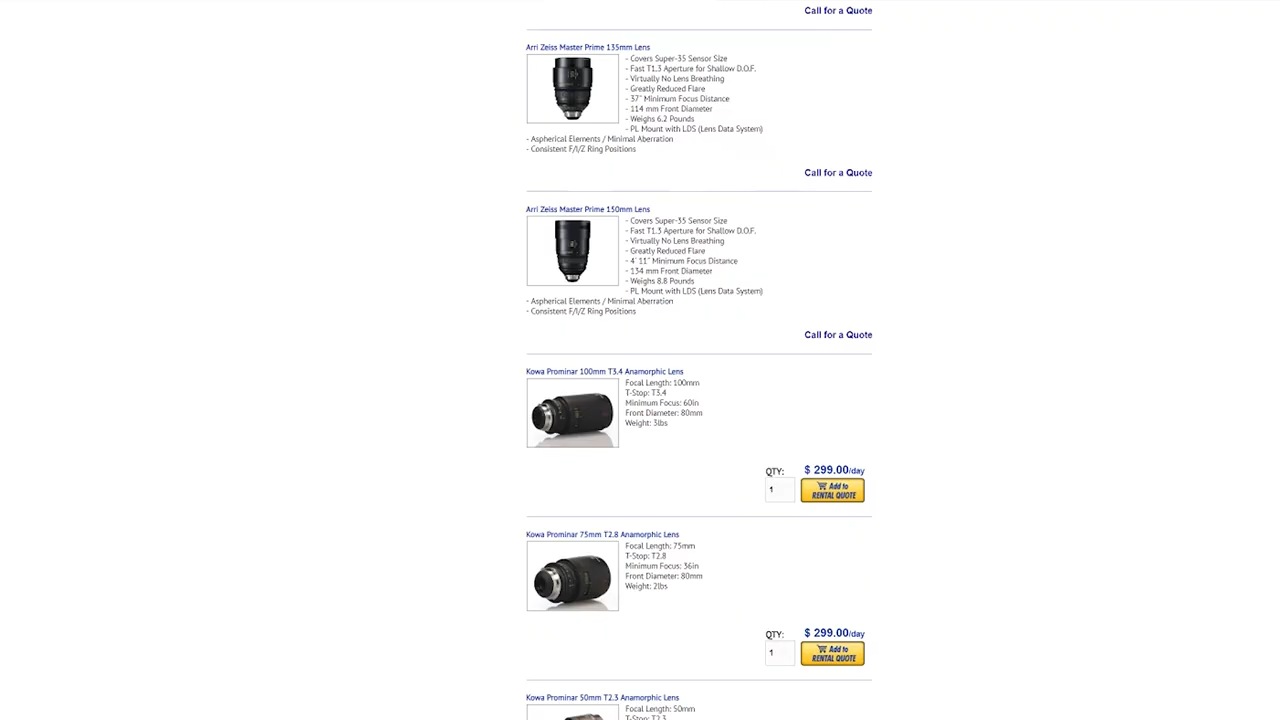 Call for a Quote
Arri Zeiss Master Prime 135mm Lens
- Covers Super-35 Sensor Size
- Fast T1.3 Aperture for Shallow D.O.F.
- Virtually No Lens Breathing
- Greatly Reduced Flare
- 37" Minimum Focus Distance
- 114 mm Front Diameter
- Weighs 6.2 Pounds
- PL Mount with LDS (Lens Data System)
- Aspherical Elements / Minimal Aberration
- Consistent F/I/Z Ring Positions
Call for a Quote
Arri Zeiss Master Prime 150mm Lens
- Covers Super-35 Sensor Size
- Fast T1.3 Aperture for Shallow D.O.F.
- Virtually No Lens Breathing
- Greatly Reduced Flare
- 4' 11" Minimum Focus Distance
- 134 mm Front Diameter
- Weighs 8.8 Pounds
- PL Mount with LDS (Lens Data System)
- Aspherical Elements / Minimal Aberration
- Consistent F/I/Z Ring Positions
Call for a Quote
Kowa Prominar 100mm T3.4 Anamorphic Lens
Focal Length: 100mm
T-Stop: T3.4
Minimum Focus: 60in
Front Diameter: 80mm
Weight: 3lbs
QTY: $ 299.00/day
1 Add to
RENTAL QUOTE
Kowa Prominar 75mm T2.8 Anamorphic Lens
Focal Length: 75mm
T-Stop: T2.8
Minimum Focus: 36in
Front Diameter: 80mm
Weight: 2lbs
QTY: $ 299.00/day
1 Add to
RENTAL QUOTE
Kowa Prominar 50mm T2.3 Anamorphic Lens
Focal Length: 50mm
T-Stop: T2.3